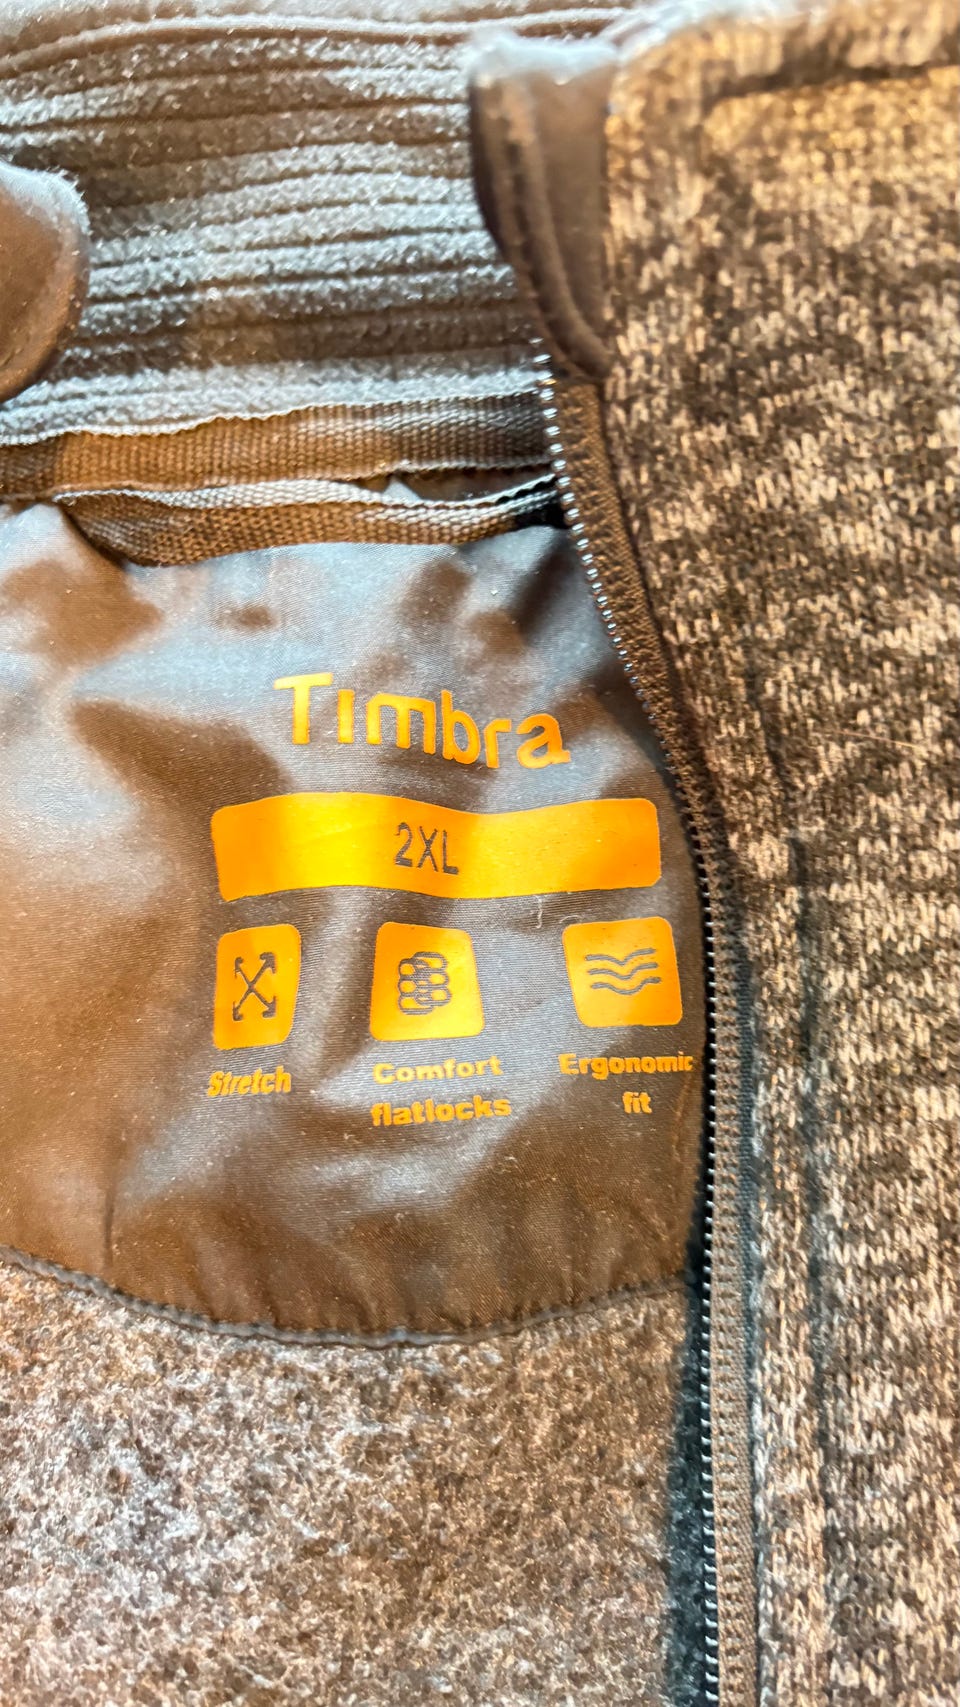 Timbra
2XL
Stretch
Comfort
flatlocks
Ergonomic
fit